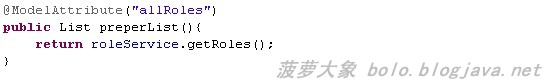 @ModelAttribute("allRoles")
public List preperList(){
    return roleService.getRoles();
}
菠萝大象 bolo.blogjava.net